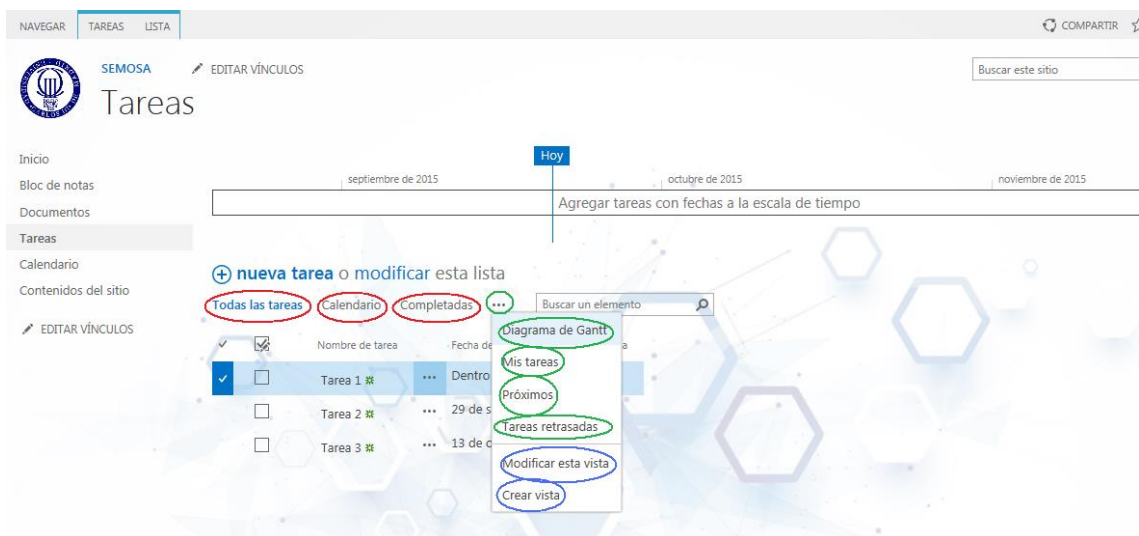 NAVEGAR TAREAS LISTA COMPARTIR
SEMOSA EDITAR VÍNCULOS Buscar este sitio
Tareas
Inicio
Bloc de notas
Documentos
Tareas
Calendario
Contenidos del sitio
EDITAR VÍNCULOS
Hoy
septiembre de 2015 octubre de 2015 noviembre de 2015
Agregar tareas con fechas a la escala de tiempo
nueva tarea o modificar esta lista
Todas las tareas Calendario Completadas ... Buscar un elemento
Nombre de tarea Fecha de a
Tarea 1 ... Dentro
Tarea 2 ... 29 de s
Tarea 3 ... 13 de o
Diagrama de Gantt
Mis tareas
Próximos
Tareas retrasadas
Modificar esta vista
Crear vista